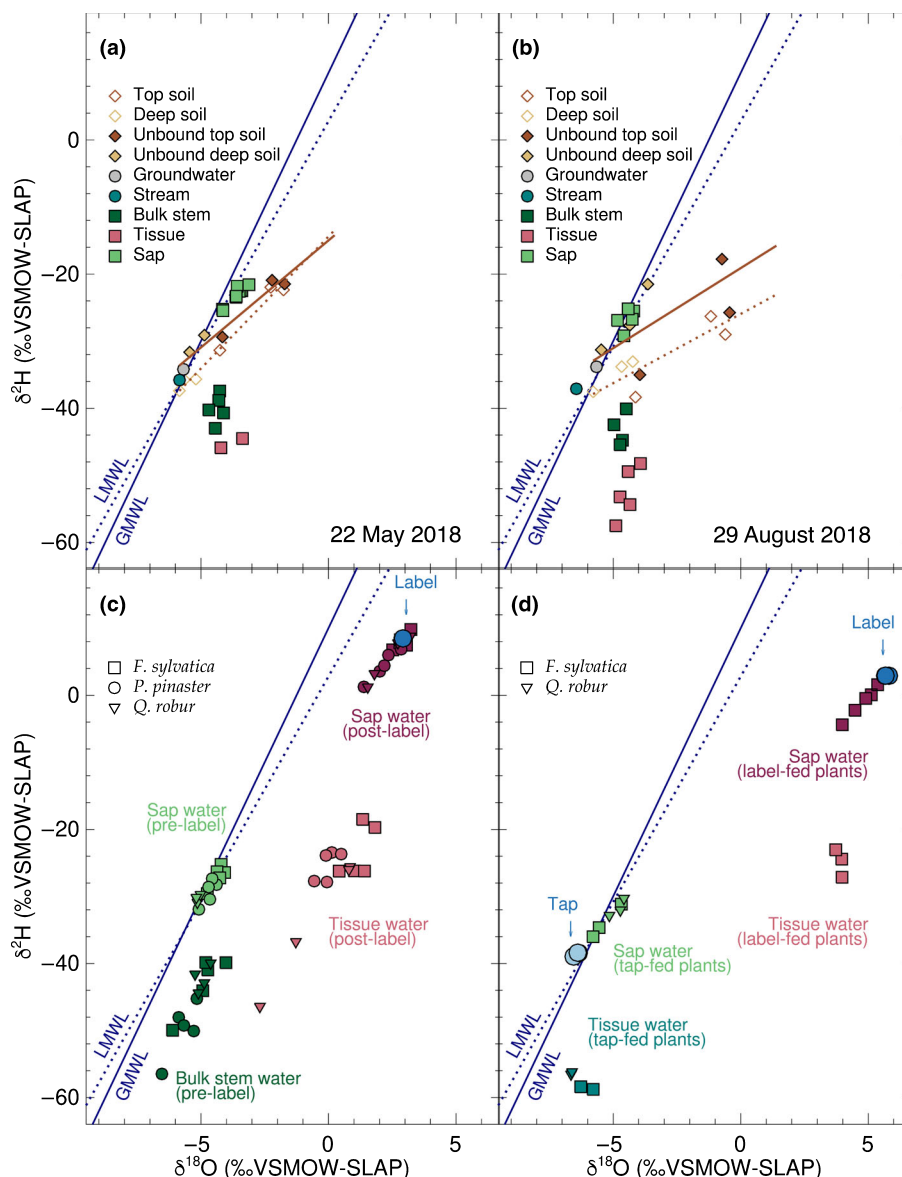 (a)
Top soil
Deep soil
Unbound top soil
Unbound deep soil
Groundwater
Stream
Bulk stem
Tissue
Sap
0
−20
−40
−60
δ²H (‰VSMOW-SLAP)
LMWL
GMWL
22 May 2018
(b)
Top soil
Deep soil
Unbound top soil
Unbound deep soil
Groundwater
Stream
Bulk stem
Tissue
Sap
LMWL
GMWL
29 August 2018
(c)
Label
F. sylvatica
P. pinaster
Q. robur
Sap water
(post-label)
Sap water
(pre-label)
Tissue water
(post-label)
Bulk stem water
(pre-label)
LMWL
GMWL
0
−20
−40
−60
δ²H (‰VSMOW-SLAP)
−5
0
5
δ¹⁸O (‰VSMOW-SLAP)
(d)
Label
F. sylvatica
Q. robur
Sap water
(label-fed plants)
Tap
Tissue water
(label-fed plants)
Sap water
(tap-fed plants)
Tissue water
(tap-fed plants)
LMWL
GMWL
−5
0
5
δ¹⁸O (‰VSMOW-SLAP)